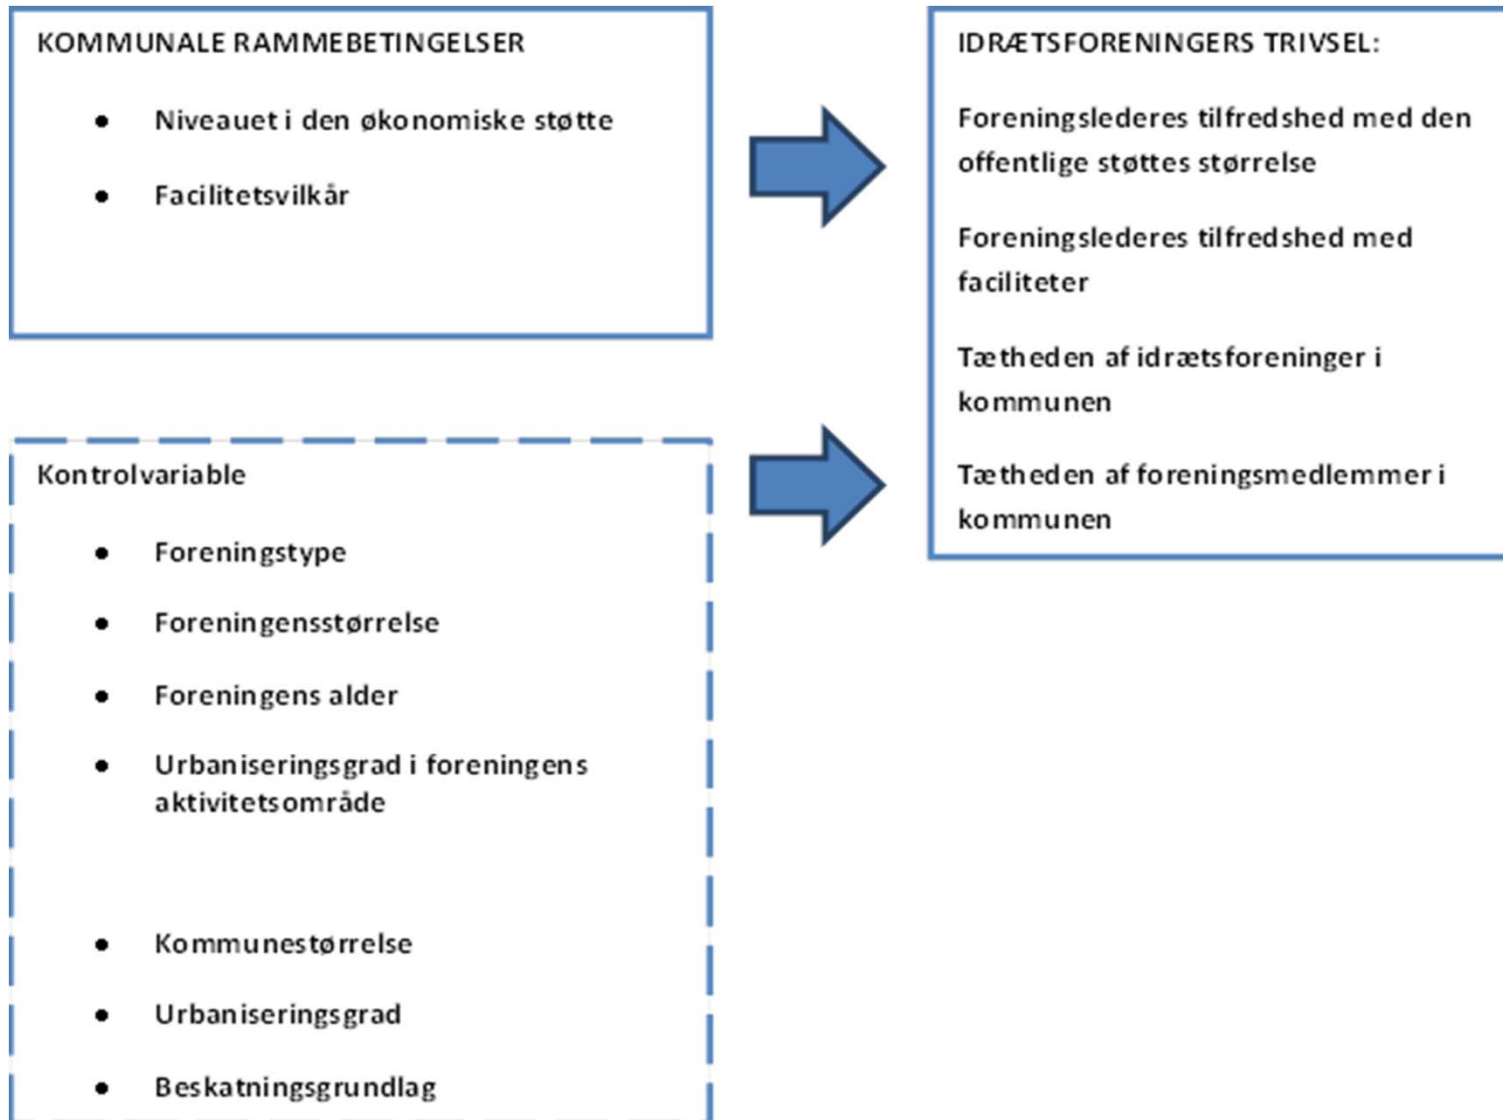 KOMMUNALE RAMMEBETINGELSER
• Niveauet i den økonomiske støtte
• Facilitetsvilkår
IDRÆTSFORENINGERS TRIVSEL:
Foreningslederes tilfredshed med den
offentlige støttes størrelse
Foreningslederes tilfredshed med
faciliteter
Tætheden af idrætsforeninger i
kommunen
Tætheden af foreningsmedlemmer i
kommunen
Kontrolvariable
• Foreningstype
• Foreningensstørrelse
• Foreningens alder
• Urbaniseringsgrad i foreningens
aktivitetsområde
• Kommunestørrelse
• Urbaniseringsgrad
• Beskatningsgrundlag